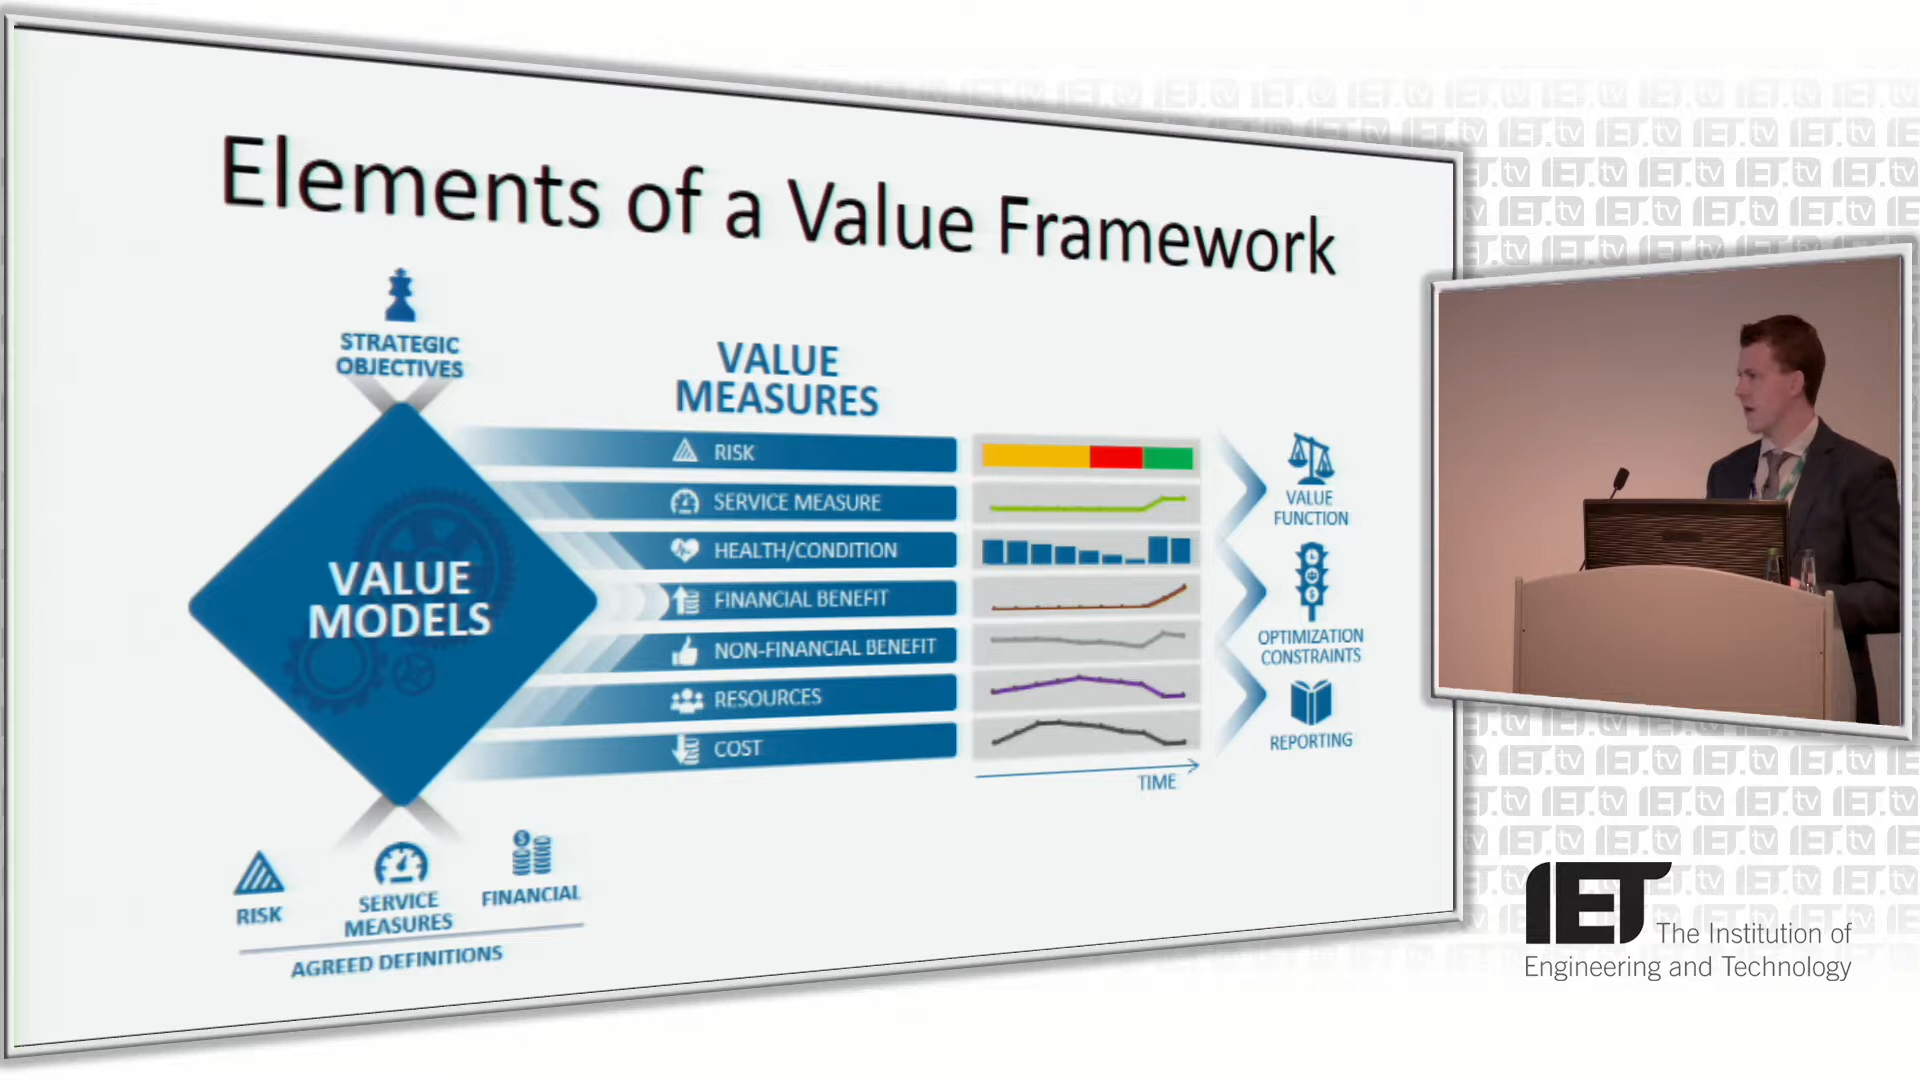 Elements of a Value Framework
STRATEGIC
OBJECTIVES
VALUE
MODELS
RISK
SERVICE
MEASURES
FINANCIAL
AGREED DEFINITIONS
VALUE
MEASURES
RISK
SERVICE MEASURE
HEALTH/CONDITION
FINANCIAL BENEFIT
NON-FINANCIAL BENEFIT
RESOURCES
COST
TIME
VALUE
FUNCTION
OPTIMIZATION
CONSTRAINTS
REPORTING
IET.tv
IET
The Institution of
Engineering and Technology